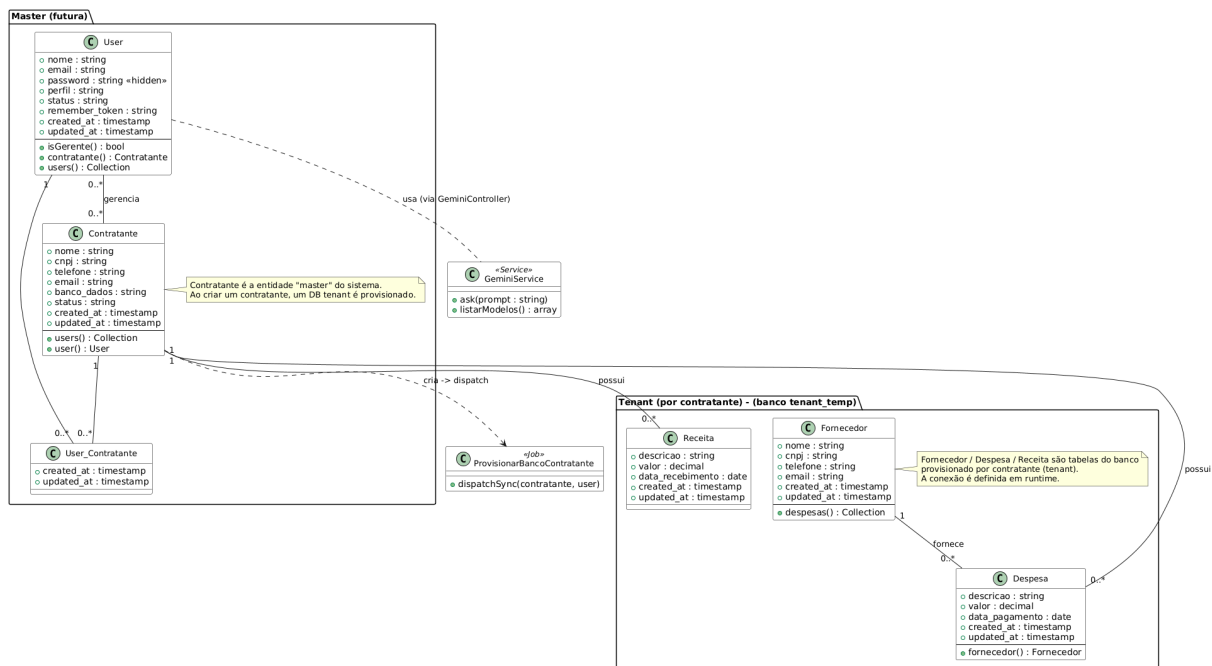 Master (futura)
C User
nome : string
email : string
password : string «hidden»
perfil : string
status : string
remember_token : string
created_at : timestamp
updated_at : timestamp
isGerente() : bool
contratante() : Contratante
users() : Collection
1
0..*
gerencia
0..*
usa (via GeminiController)
C Contratante
nome : string
cnpj : string
telefone : string
email : string
banco_dados : string
status : string
created_at : timestamp
updated_at : timestamp
users() : Collection
user() : User
Contratante é a entidade "master" do sistema.
Ao criar um contratante, um DB tenant é provisionado.
C «Service»
GeminiService
ask(prompt : string)
listarModelos() : array
1
1
1
cria -> dispatch
possui
possui
0..*
0..*
0..*
0..*
C User_Contratante
created_at : timestamp
updated_at : timestamp
C «Job»
ProvisionarBancoContratante
dispatchSync(contratante, user)
Tenant (por contratante) - (banco tenant_temp)
C Receita
descricao : string
valor : decimal
data_recebimento : date
created_at : timestamp
updated_at : timestamp
C Fornecedor
nome : string
cnpj : string
telefone : string
email : string
created_at : timestamp
updated_at : timestamp
despesas() : Collection
Fornecedor / Despesa / Receita são tabelas do banco
provisionado por contratante (tenant).
A conexão é definida em runtime.
1
fornece
0..*
C Despesa
descricao : string
valor : decimal
data_pagamento : date
created_at : timestamp
updated_at : timestamp
fornecedor() : Fornecedor